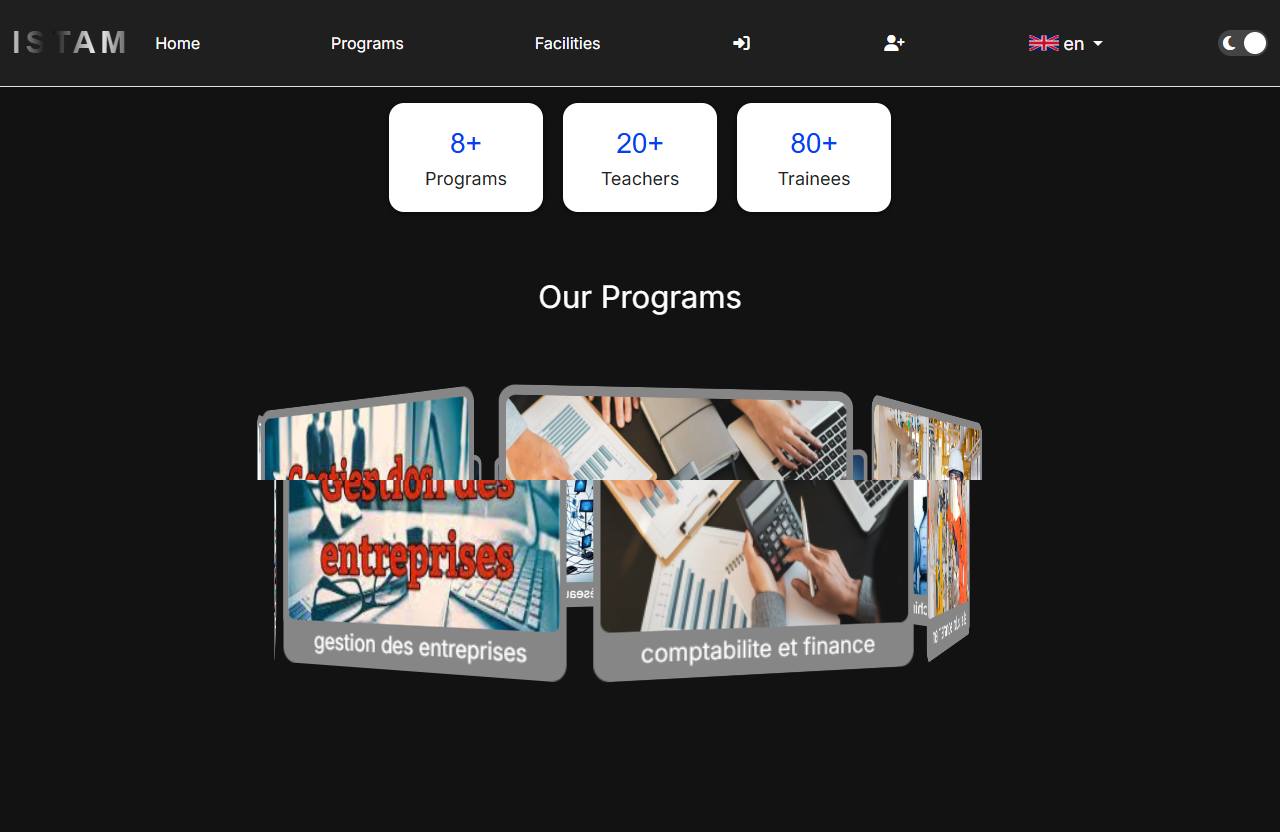 ISTAM Home Programs Facilities en
8+ 20+ 80+
Programs Teachers Trainees
Our Programs
Gestion des
entreprises
gestion des entreprises
comptabilite et finance